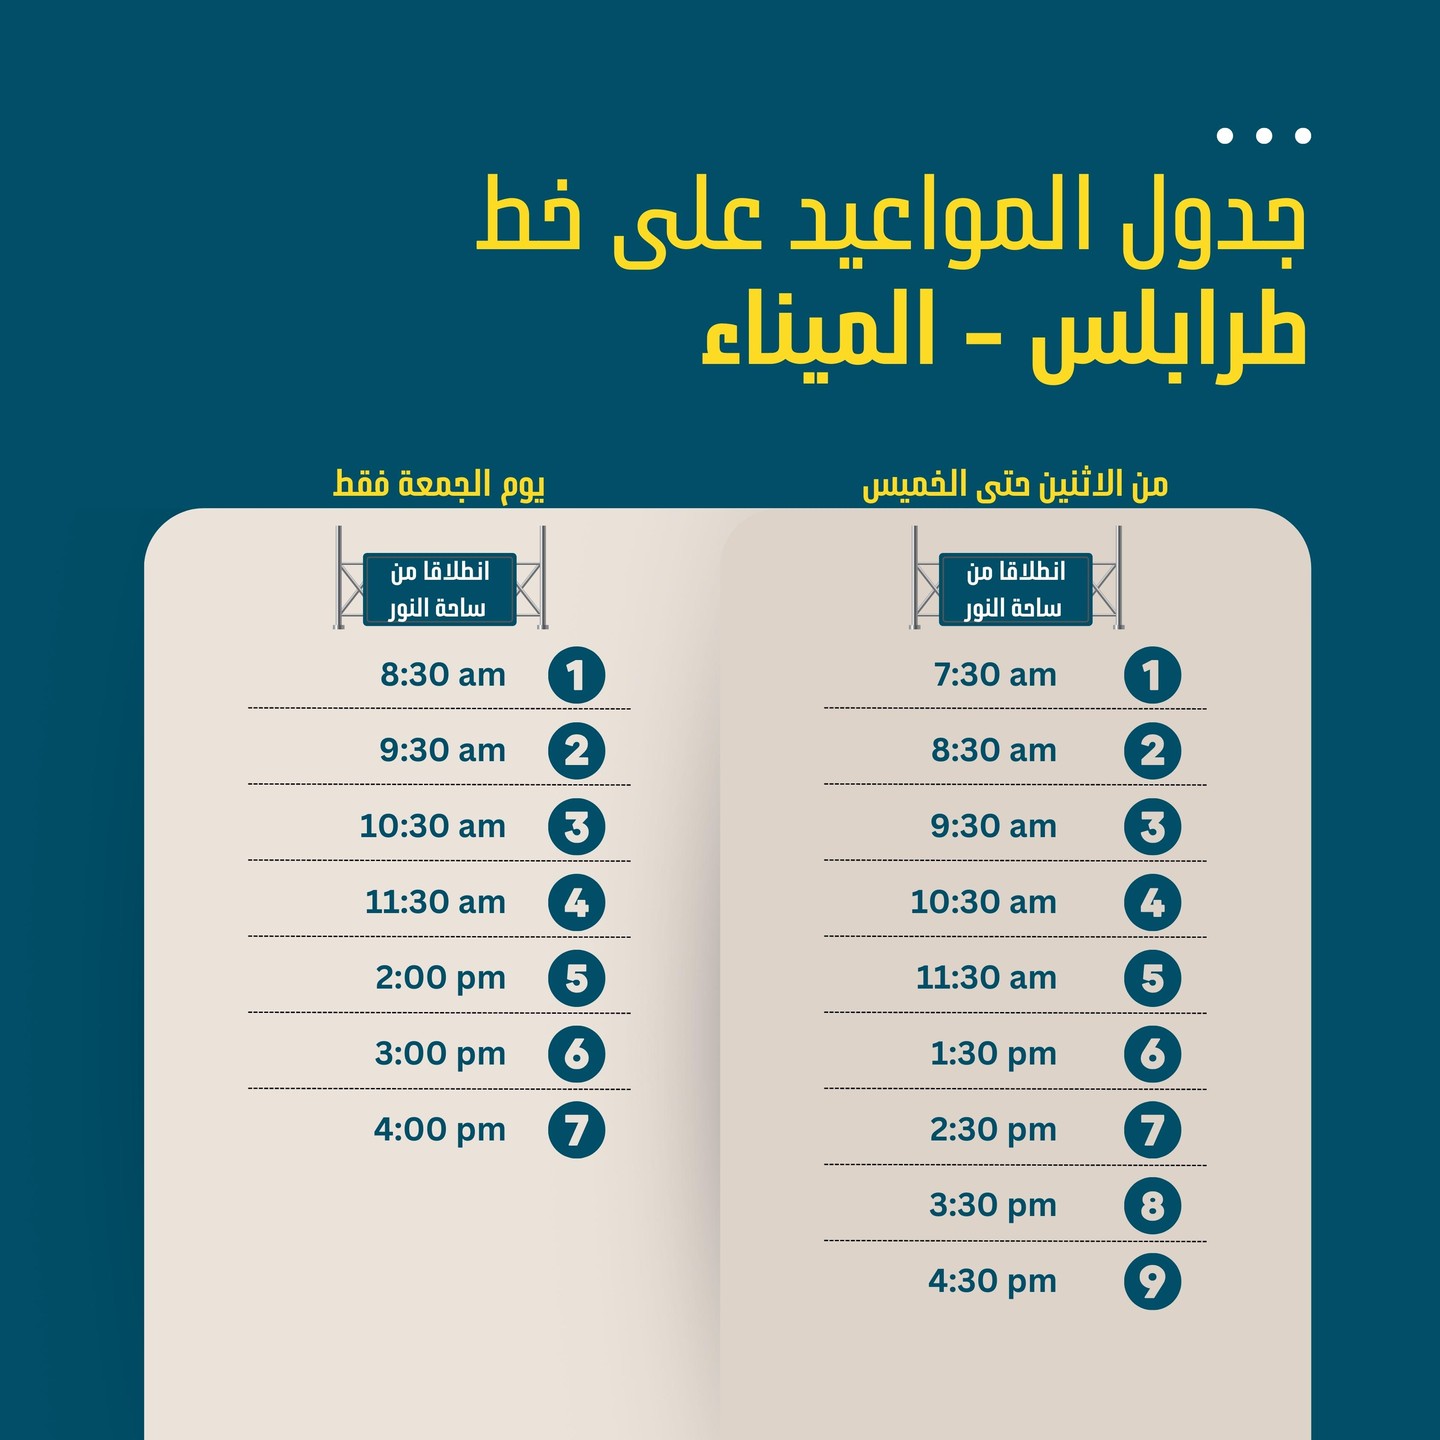 جدول المواعيد على خط
طرابلس - الميناء
من الاثنين حتى الخميس
انطلاقا من
ساحة النور
1 7:30 am
2 8:30 am
3 9:30 am
4 10:30 am
5 11:30 am
6 1:30 pm
7 2:30 pm
8 3:30 pm
9 4:30 pm
يوم الجمعة فقط
انطلاقا من
ساحة النور
1 8:30 am
2 9:30 am
3 10:30 am
4 11:30 am
5 2:00 pm
6 3:00 pm
7 4:00 pm